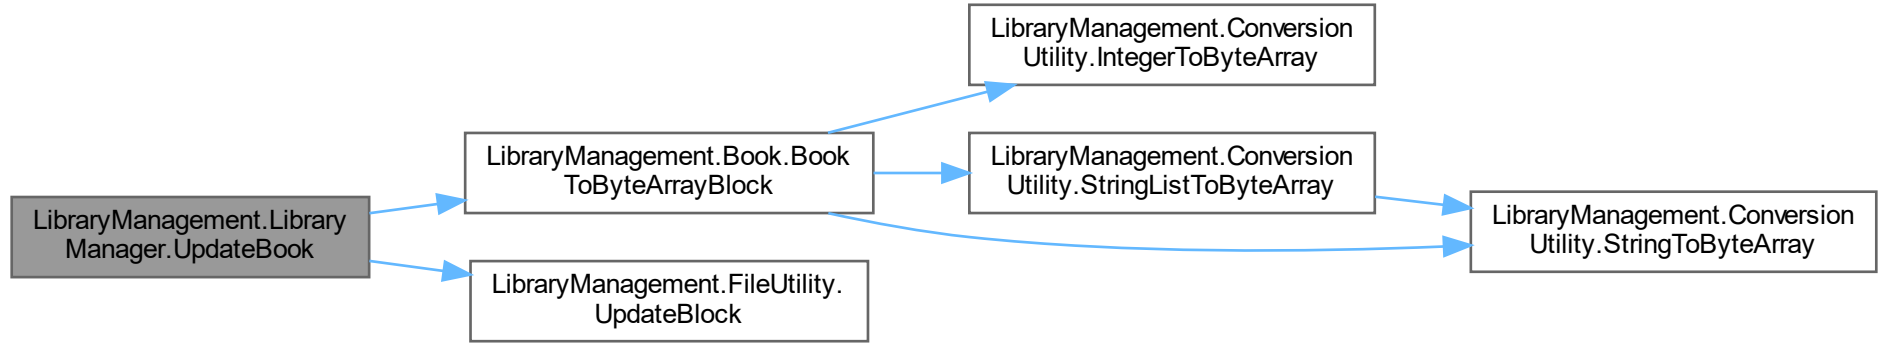 LibraryManagement.Library
Manager.UpdateBook
LibraryManagement.Book.Book
ToByteArrayBlock
LibraryManagement.FileUtility.
UpdateBlock
LibraryManagement.Conversion
Utility.IntegerToByteArray
LibraryManagement.Conversion
Utility.StringListToByteArray
LibraryManagement.Conversion
Utility.StringToByteArray